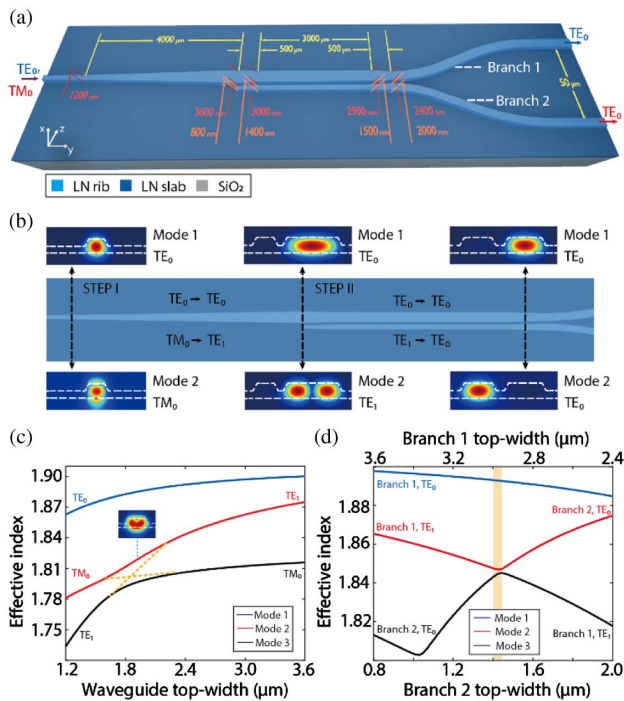 (a)
4000 μm
3000 μm
500 μm
500 μm
TE₀
TE₀,
TM₀
1200 nm
Branch 1
Branch 2
50 μm
TE₀
3600 nm
3000 nm
2900 nm
2400 nm
800 nm
1400 nm
1500 nm
2000 nm
x
z
y
LN rib
LN slab
SiO₂
(b)
Mode 1
TE₀
Mode 1
TE₀
Mode 1
TE₀
STEP I
TE₀ → TE₀
STEP II
TE₀ → TE₀
TM₀ → TE₁
TE₁ → TE₀
Mode 2
TM₀
Mode 2
TE₁
Mode 2
TE₀
(c)
Effective index
1.90
1.87
1.84
1.81
1.78
1.75
TE₀
TE₁
TM₀
TM₀
TE₁
Mode 1
Mode 2
Mode 3
1.2
1.8
2.4
3.0
3.6
Waveguide top-width (μm)
(d)
Branch 1 top-width (μm)
3.6
3.0
2.4
Effective index
1.88
1.86
1.84
1.82
Branch 1, TE₀
Branch 2, TE₀
Branch 1, TE₁
Branch 2, TE₀
Branch 1, TE₁
Mode 1
Mode 2
Mode 3
0.8
1.2
1.6
2.0
Branch 2 top-width (μm)